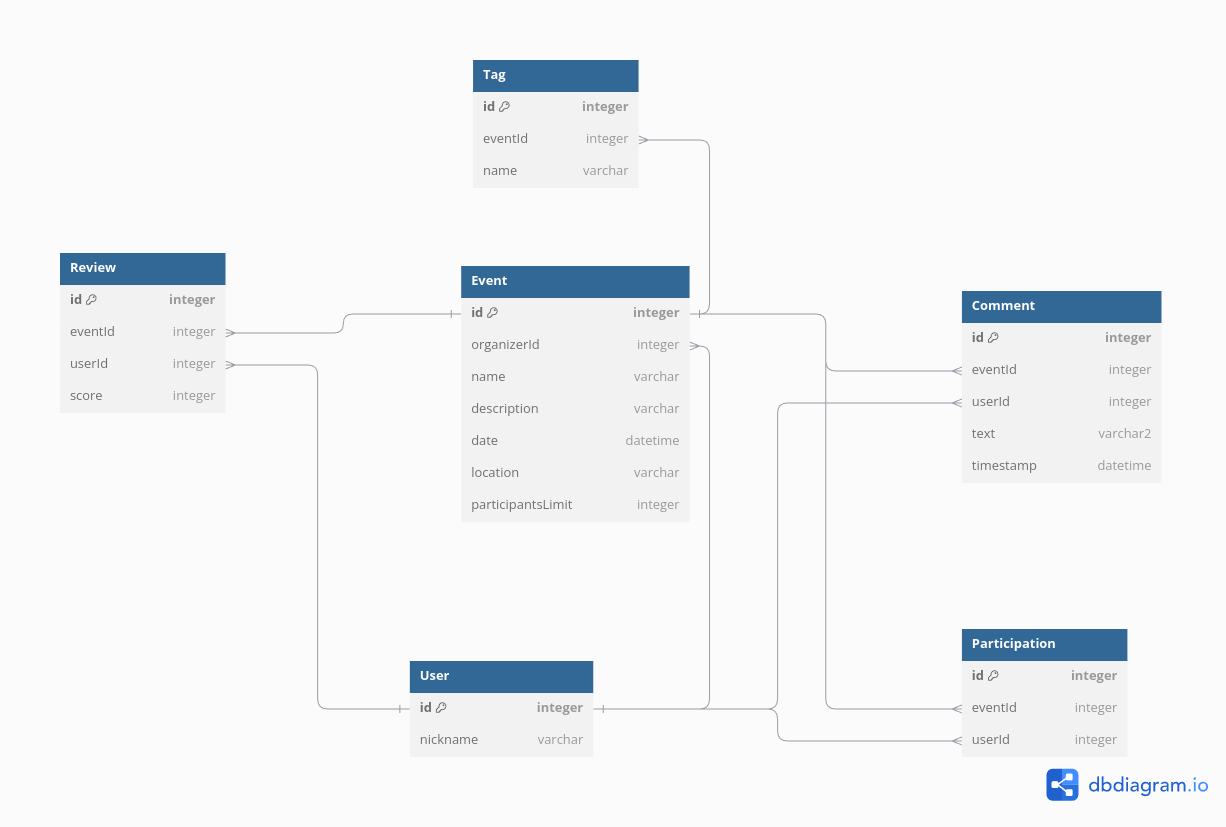 Tag
id integer
eventId integer
name varchar
Review
id integer
eventId integer
userId integer
score integer
Event
id integer
organizerId integer
name varchar
description varchar
date datetime
location varchar
participantsLimit integer
Comment
id integer
eventId integer
userId integer
text varchar2
timestamp datetime
User
id integer
nickname varchar
Participation
id integer
eventId integer
userId integer
dbdiagram.io